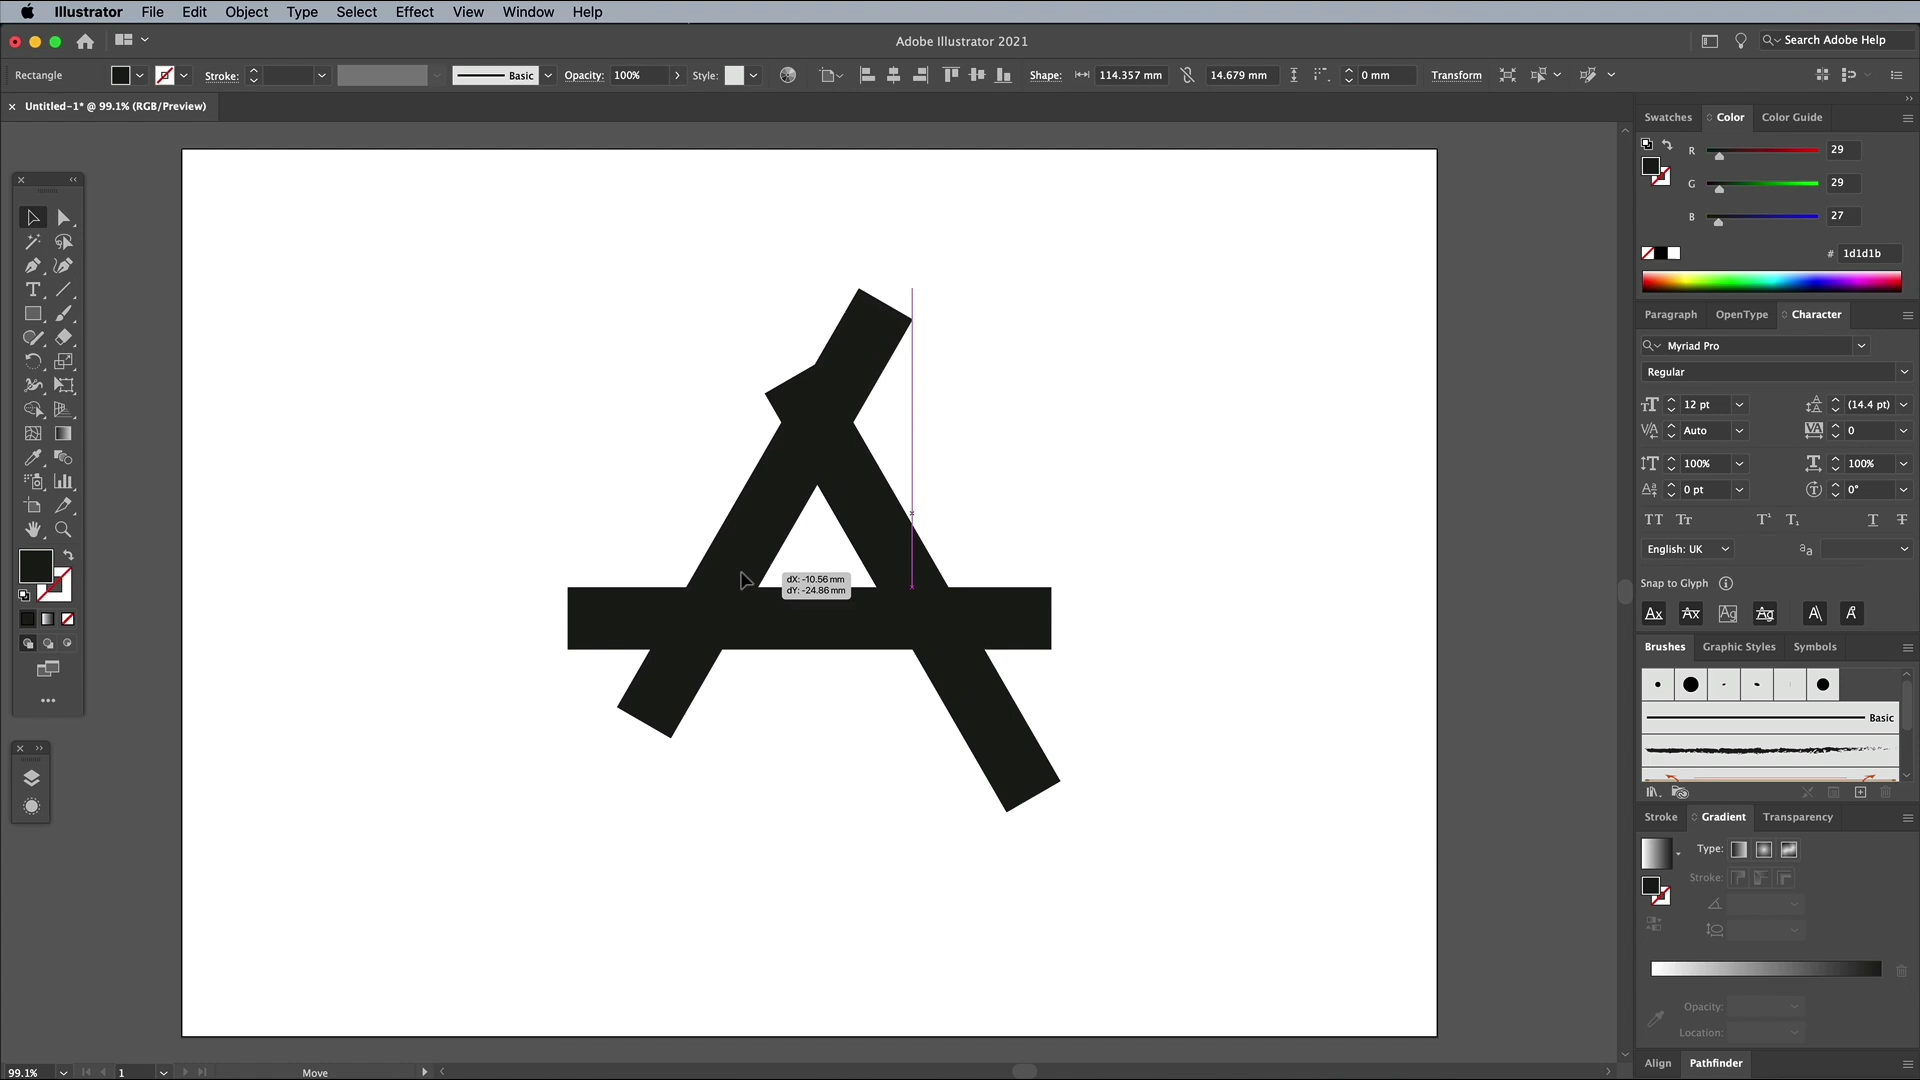 Illustrator File Edit Object Type Select Effect View Window Help
Adobe Illustrator 2021
Search Adobe Help
Rectangle Stroke: Basic Opacity: 100% Style: Shape: 114.357 mm 14.679 mm 0 mm Transform
Untitled-1* @ 99.1% (RGB/Preview)
Swatches Color Color Guide
R 29
G 29
B 27
# 1d1d1b
Paragraph OpenType Character
Myriad Pro
Regular
12 pt (14.4 pt)
Auto 0
100% 100%
0 pt 0°
English: UK
Snap to Glyph
dX: -10.56 mm
dY: -24.86 mm
Brushes Graphic Styles Symbols
Basic
Stroke Gradient Transparency
Type:
Stroke:
Opacity:
Location:
Align Pathfinder
99.1% 1 Move